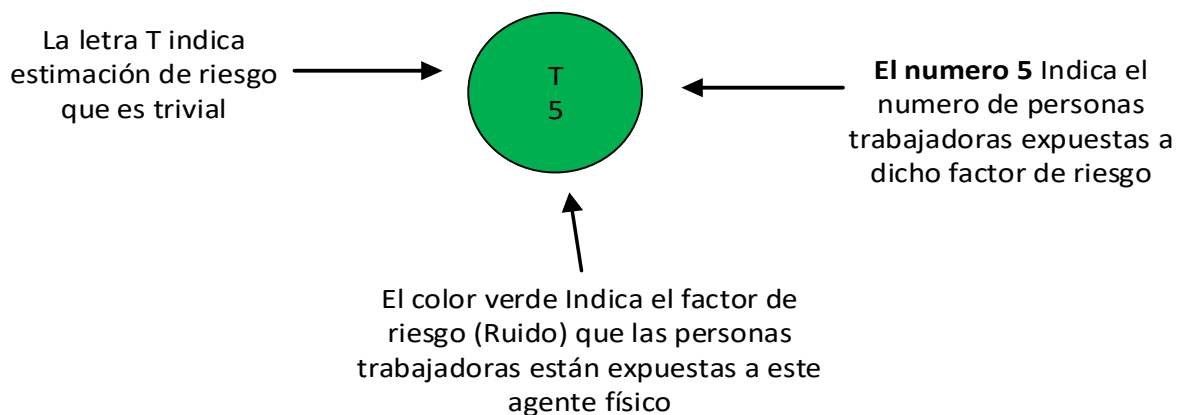 La letra T indica
estimación de riesgo
que es trivial
T
5
El numero 5 Indica el
numero de personas
trabajadoras expuestas a
dicho factor de riesgo
El color verde Indica el factor de
riesgo (Ruido) que las personas
trabajadoras están expuestas a este
agente físico